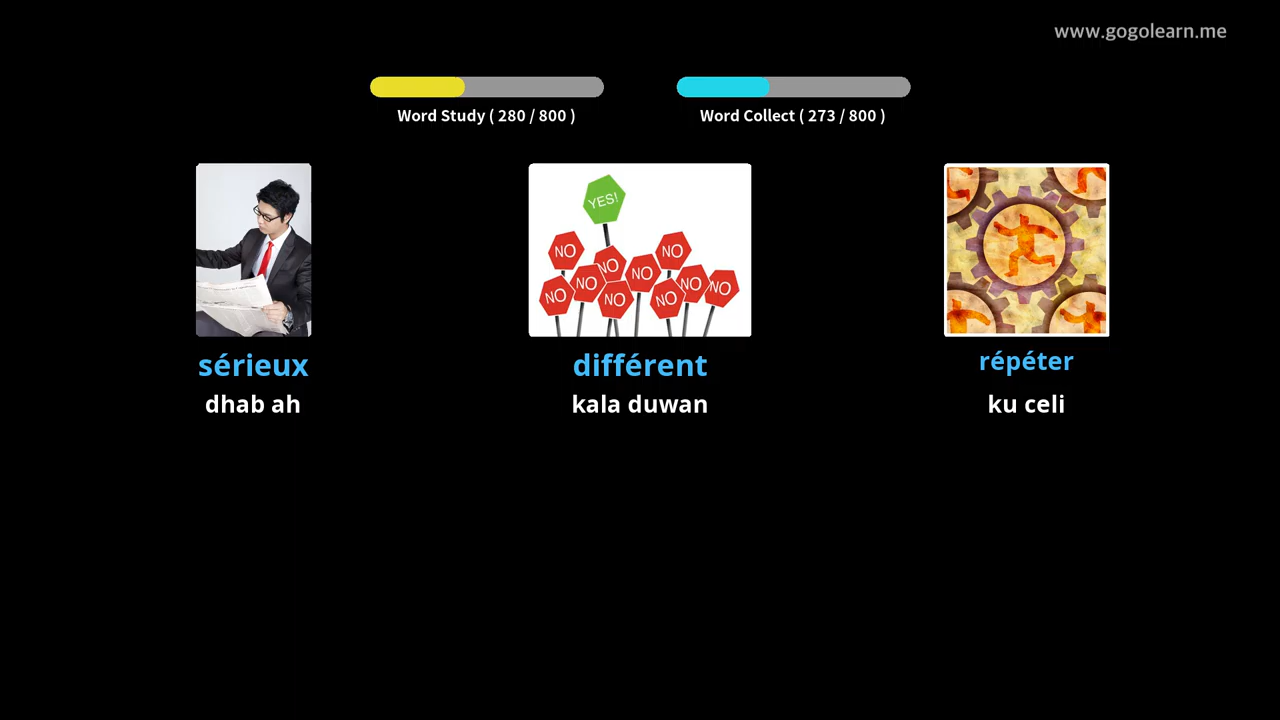 www.gogolearn.me
Word Study ( 280 / 800 )
Word Collect ( 273 / 800 )
YES!
NO
NO
NO
NO
NO
NO
NO
NO
NO
NO
sérieux
différent
répéter
dhab ah
kala duwan
ku celi